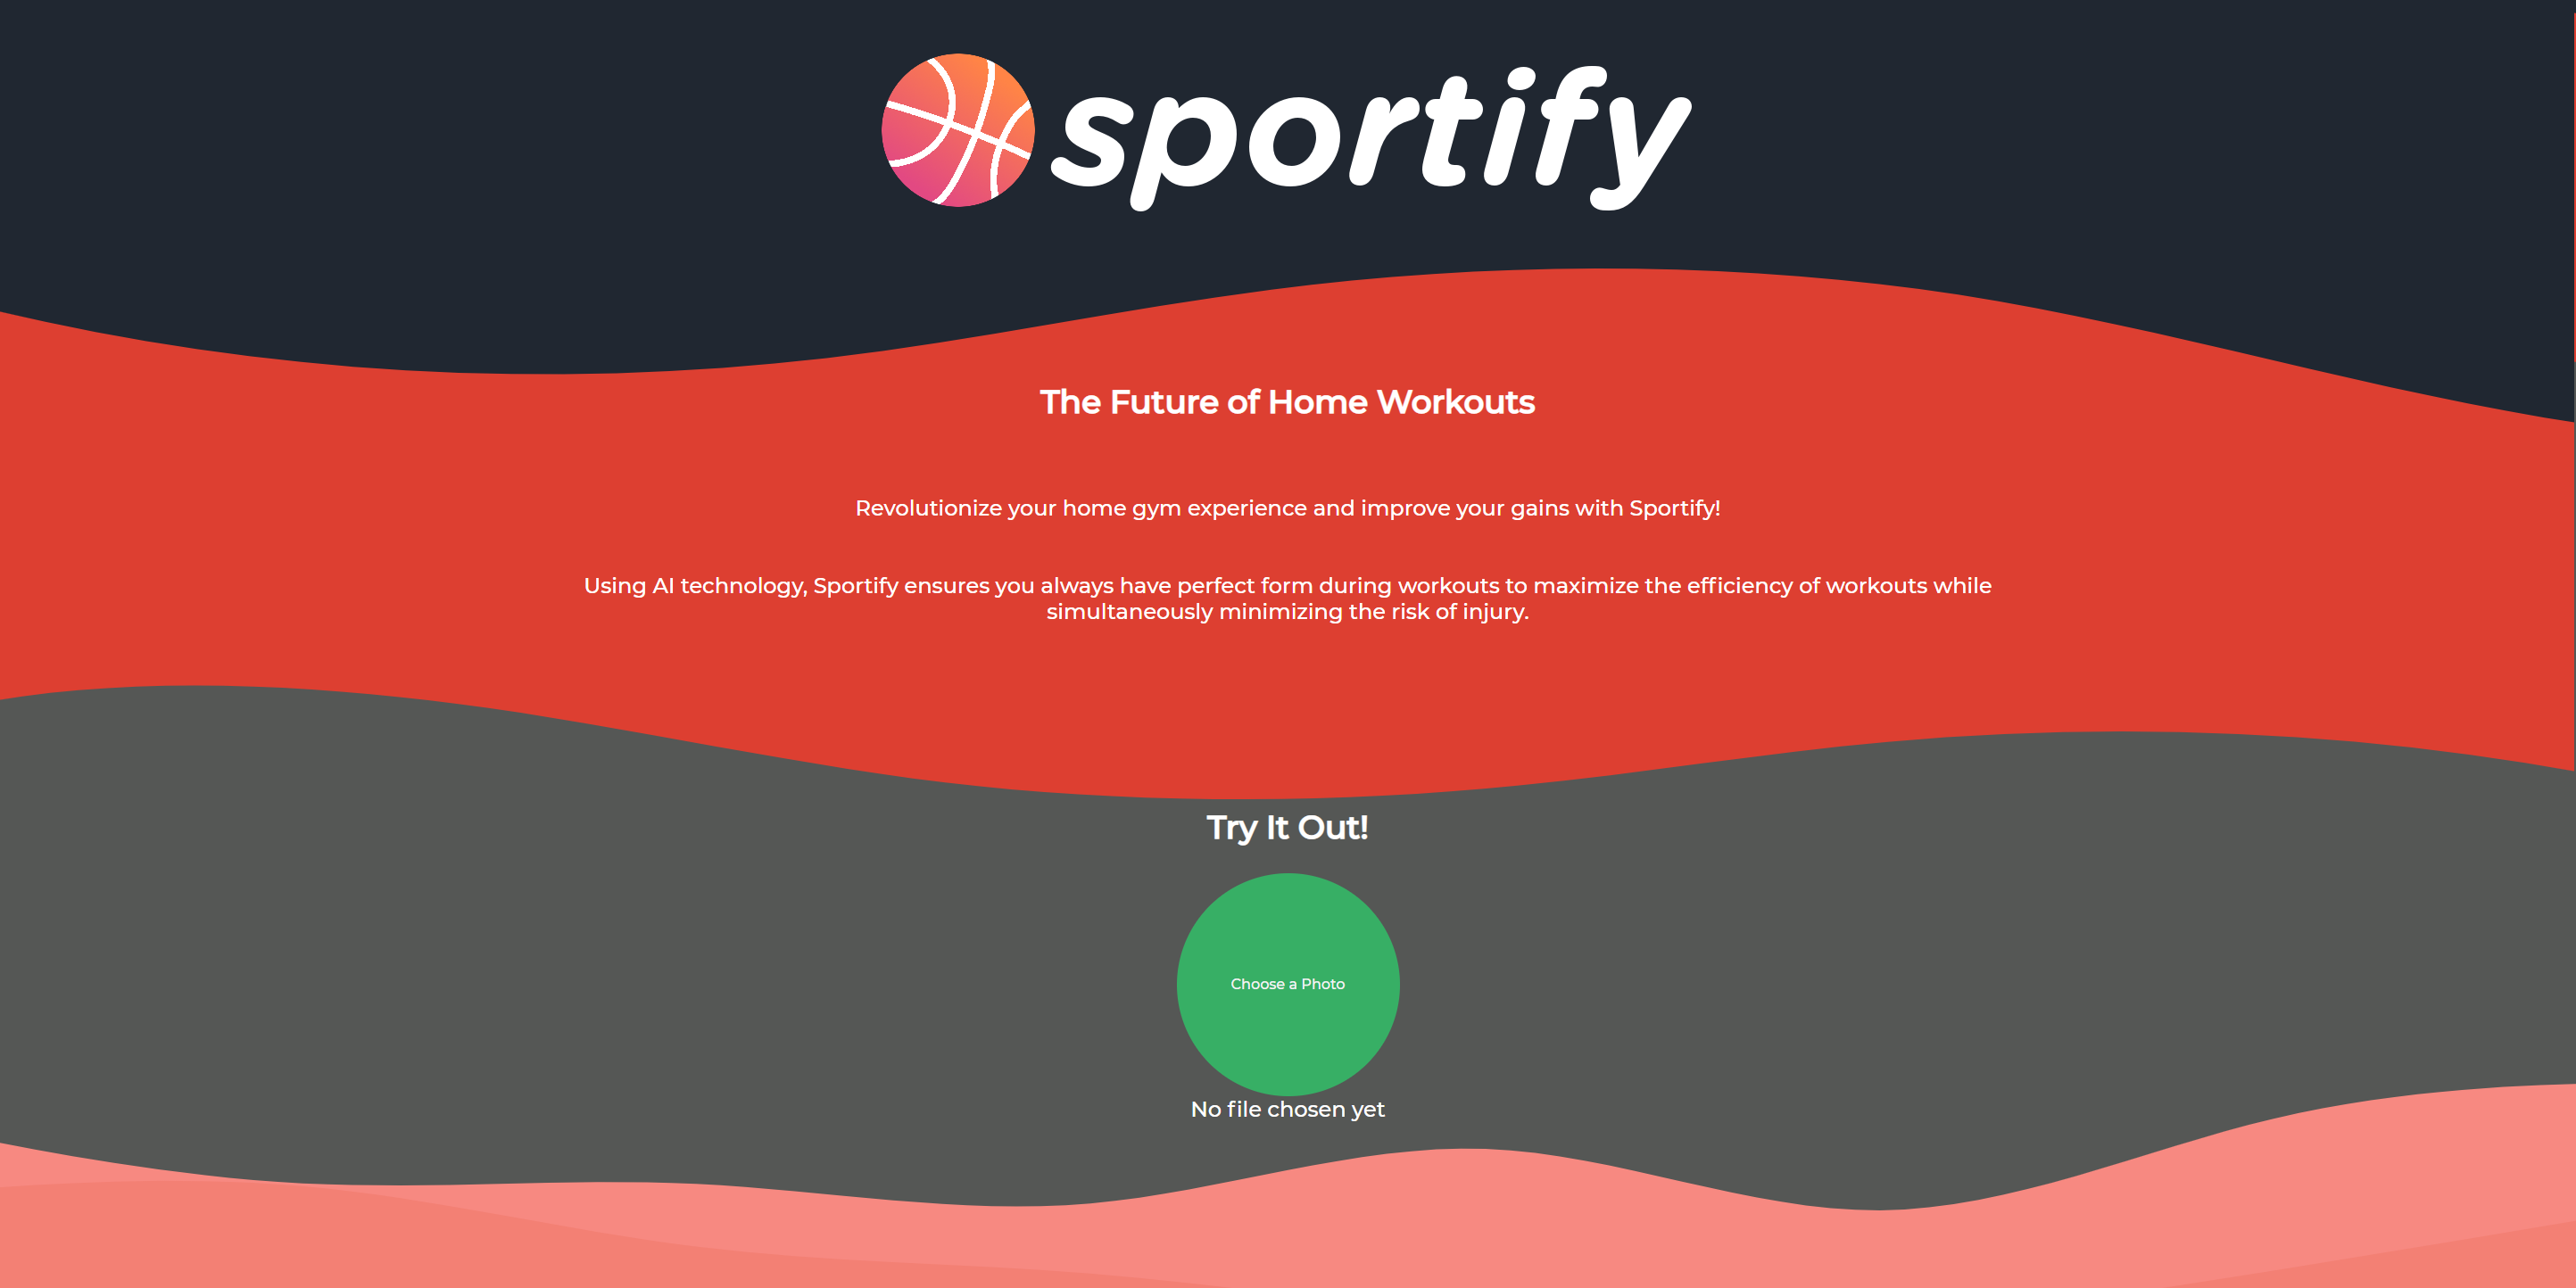 sportify
The Future of Home Workouts
Revolutionize your home gym experience and improve your gains with Sportify!
Using AI technology, Sportify ensures you always have perfect form during workouts to maximize the efficiency of workouts while
simultaneously minimizing the risk of injury.
Try It Out!
Choose a Photo
No file chosen yet